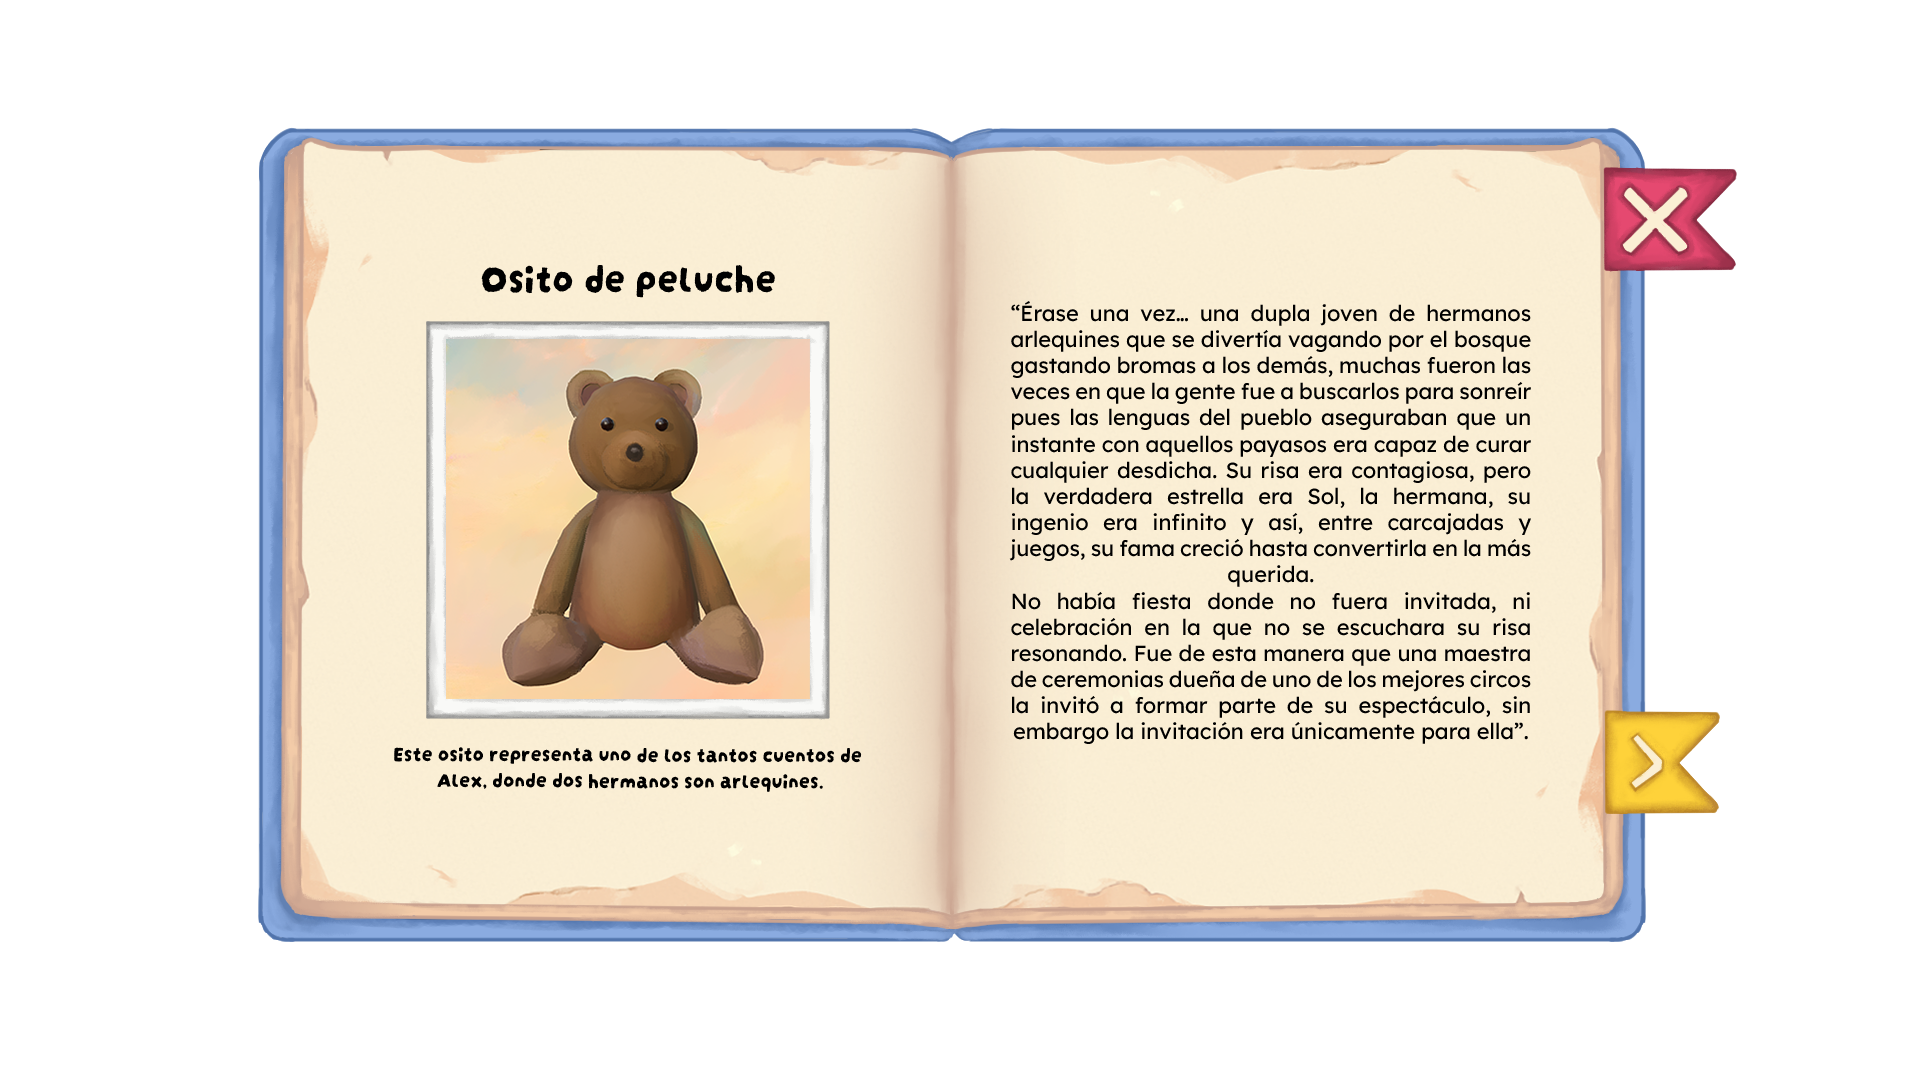 Osito de peluche
Este osito representa uno de los tantos cuentos de
Alex, donde dos hermanos son arlequines.
“Érase una vez... una dupla joven de hermanos
arlequines que se divertía vagando por el bosque
gastando bromas a los demás, muchas fueron las
veces en que la gente fue a buscarlos para sonreír
pues las lenguas del pueblo aseguraban que un
instante con aquellos payasos era capaz de curar
cualquier desdicha. Su risa era contagiosa, pero
la verdadera estrella era Sol, la hermana, su
ingenio era infinito y así, entre carcajadas y
juegos, su fama creció hasta convertirla en la más
querida.
No había fiesta donde no fuera invitada, ni
celebración en la que no se escuchara su risa
resonando. Fue de esta manera que una maestra
de ceremonias dueña de uno de los mejores circos
la invitó a formar parte de su espectáculo, sin
embargo la invitación era únicamente para ella”.